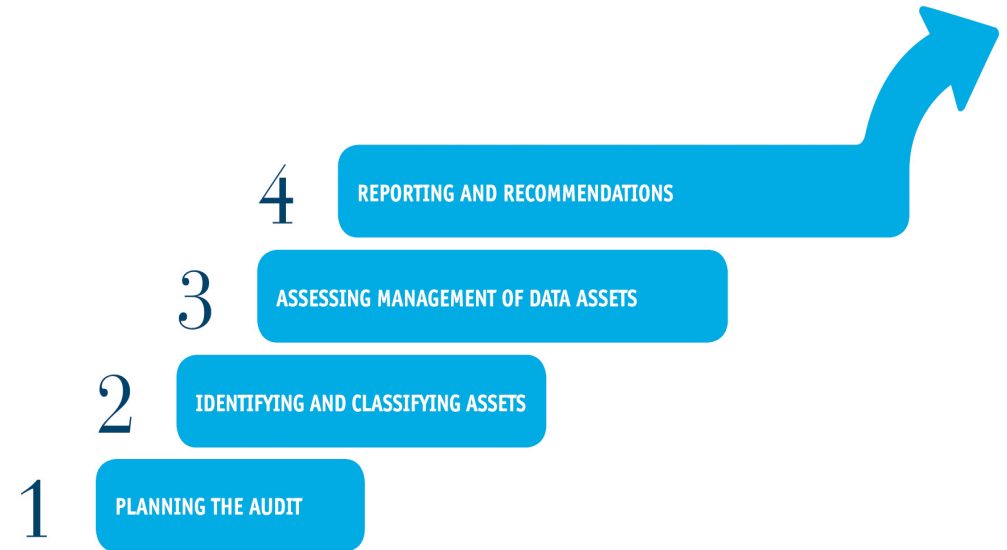 4 REPORTING AND RECOMMENDATIONS
3 ASSESSING MANAGEMENT OF DATA ASSETS
2 IDENTIFYING AND CLASSIFYING ASSETS
1 PLANNING THE AUDIT